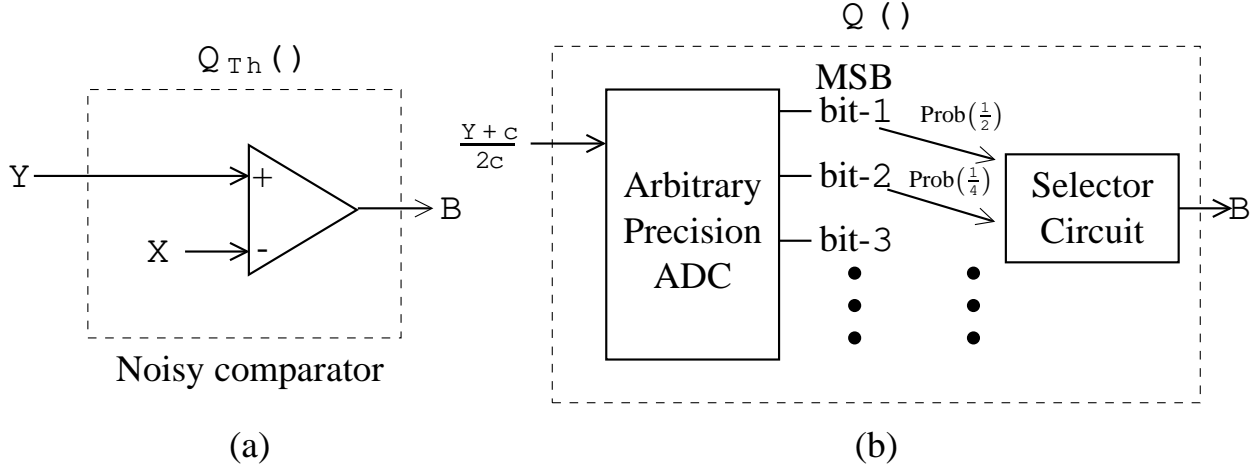 Q Th ()
Y
+
X
-
B
Noisy comparator
(a)
Q ()
Y + c
2c
Arbitrary
Precision
ADC
MSB
bit-1
bit-2
bit-3
Prob(1/2)
Prob(1/4)
Selector
Circuit
B
(b)